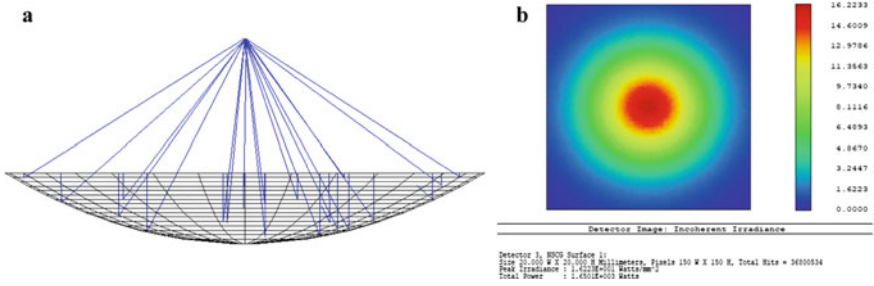 a
b
16.2233
14.6009
12.9786
11.3563
9.7340
8.1116
6.4893
4.8670
3.2447
1.6223
0.0000
Detector Image: Incoherent Irradiance
Detector 3, NSCG Surface 1:
Size 20.000 W X 20.000 H Millimeters, Pixels 150 W X 150 H, Total Hits =
Peak Irradiance : 1.6223E+001 Watts/mm^2
Total Power : 1.6501E+003 Watts